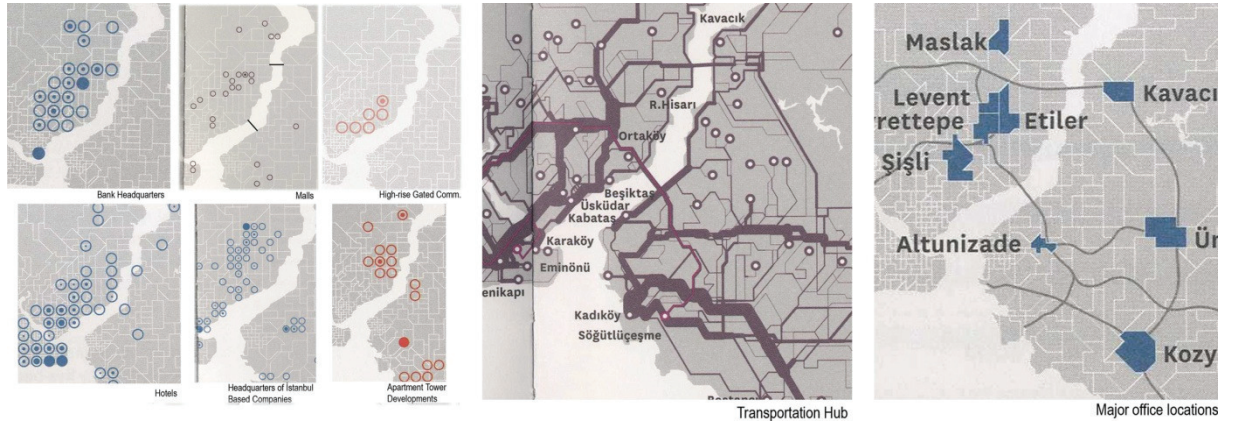 Bank Headquarters
Malls
High-rise Gated Comm.
Hotels
Headquarters of İstanbul
Based Companies
Apartment Tower
Developments
Kavacık
R.Hisarı
Ortaköy
Beşiktaş
Üsküdar
Kabataş
Karaköy
Eminönü
enikapı
Kadıköy
Söğütlüçeşme
Transportation Hub
Maslak
Kavacı
Levent
rrettepe
Etiler
Şişli
Altunizade
Ür
Kozy
Major office locations